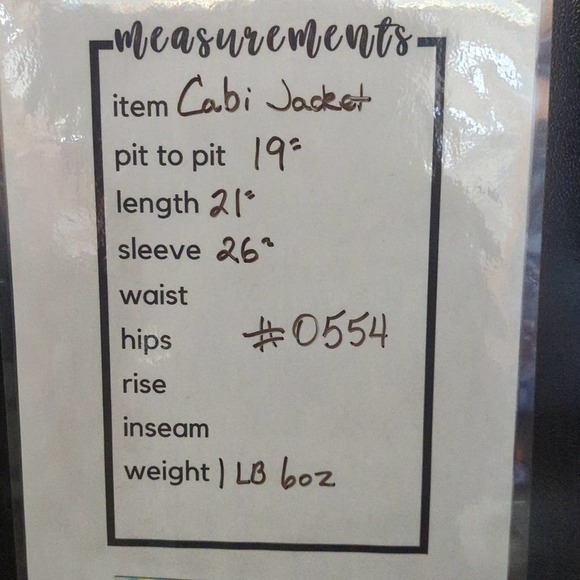 measurements
item Cabi Jacket
pit to pit 19"
length 21"
sleeve 26"
waist
hips #0554
rise
inseam
weight 1 LB 6oz